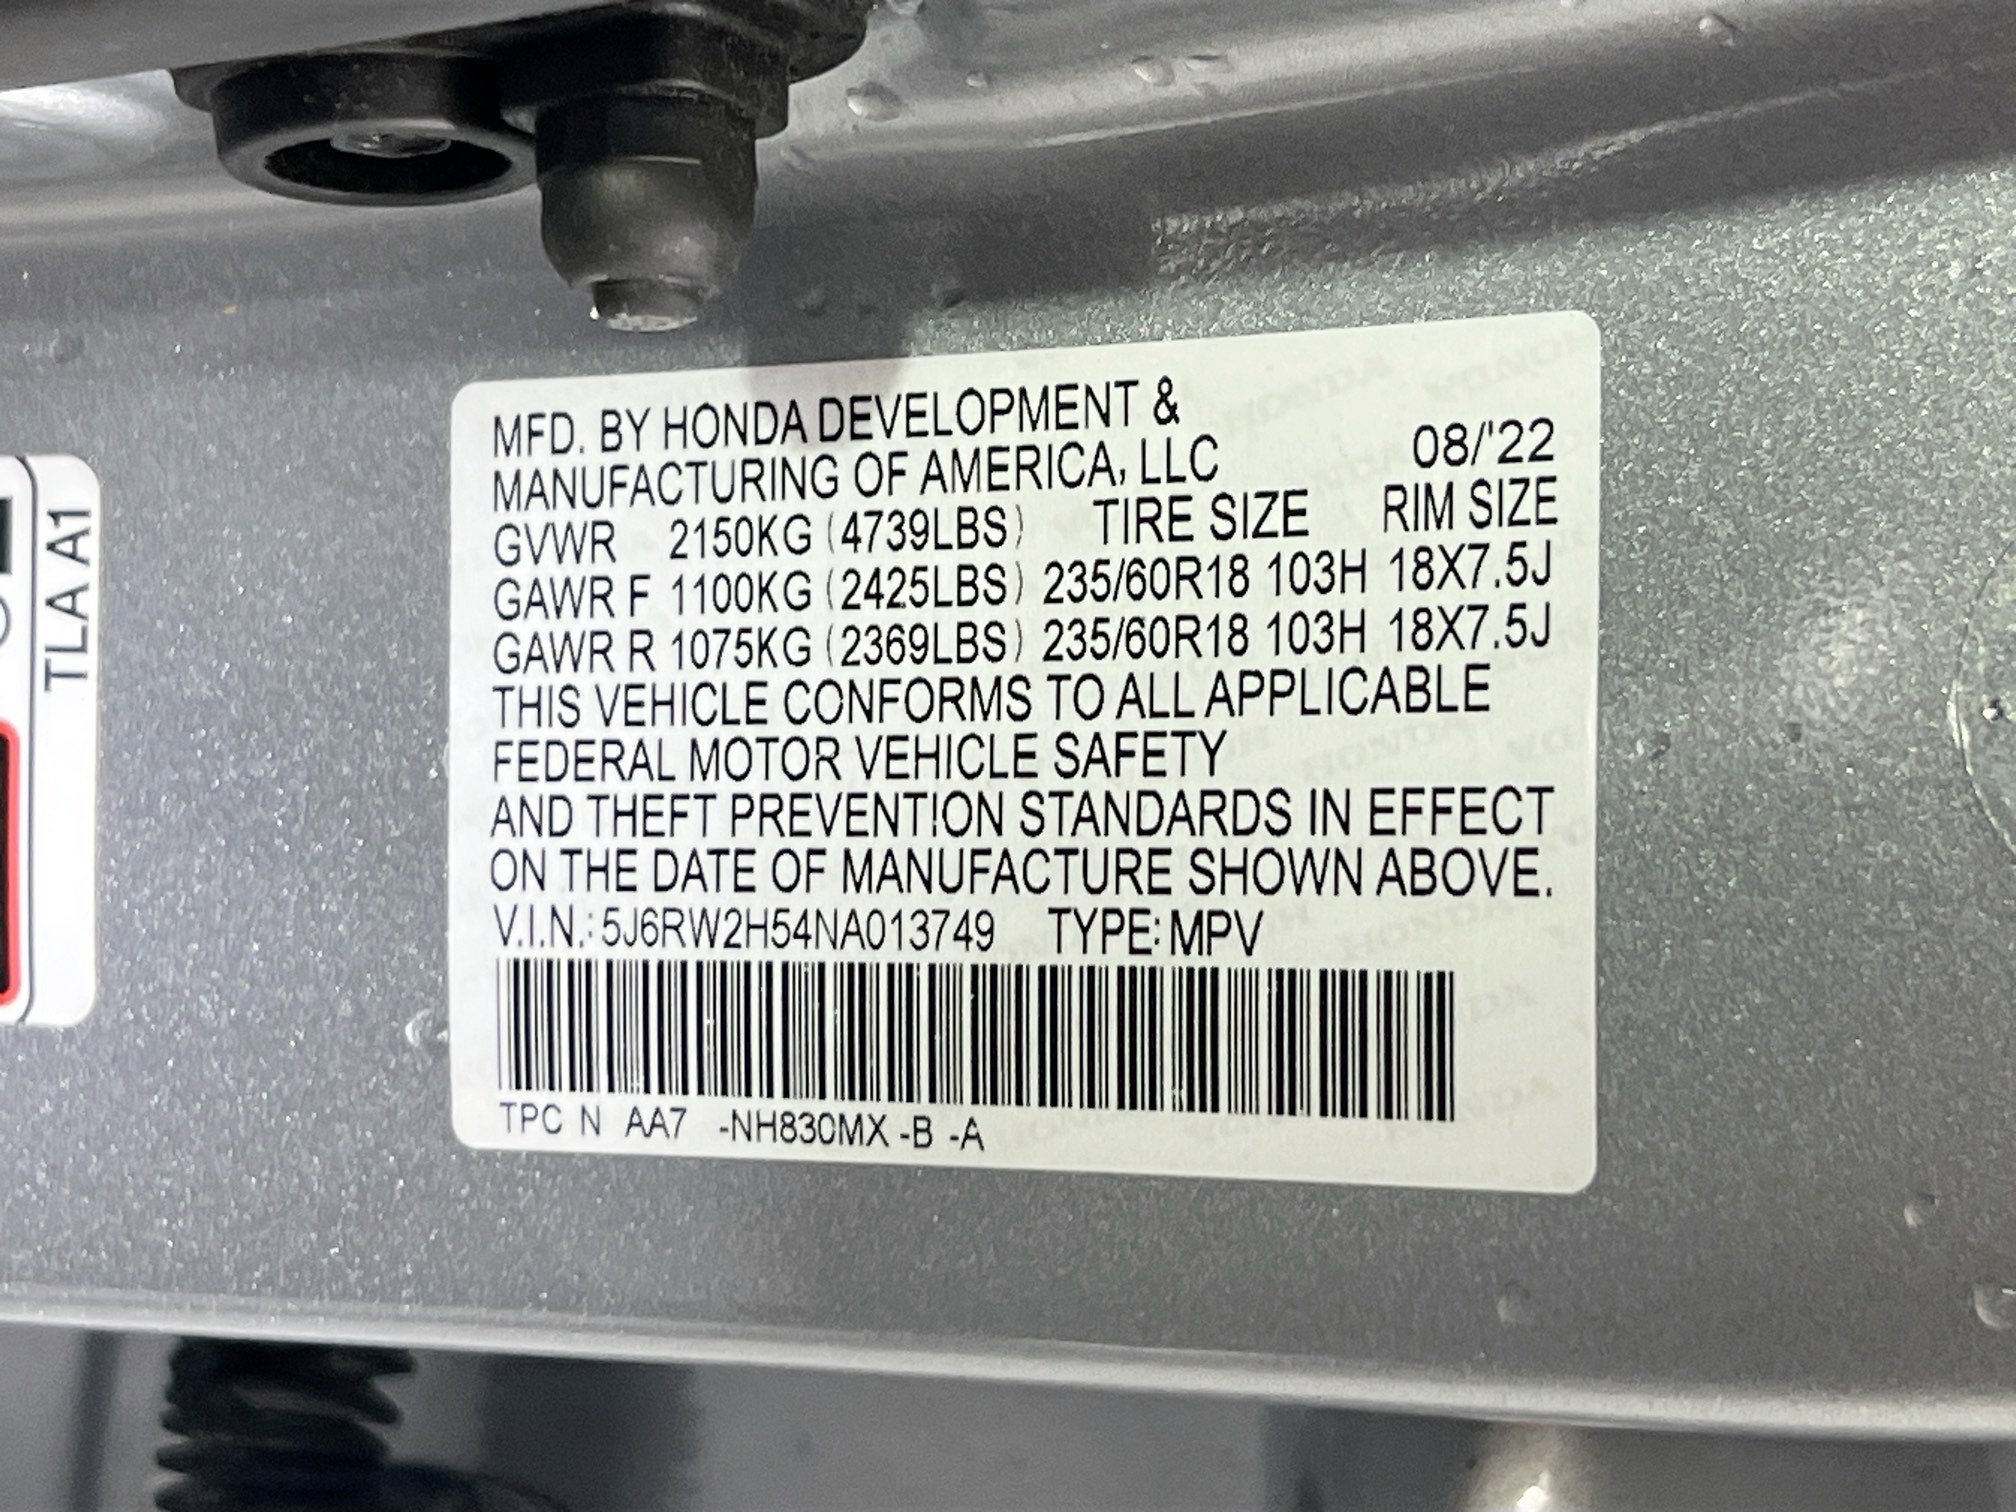 MFD. BY HONDA DEVELOPMENT &
MANUFACTURING OF AMERICA, LLC 08/'22
GVWR 2150KG (4739LBS) TIRE SIZE RIM SIZE
GAWR F 1100KG (2425LBS) 235/60R18 103H 18X7.5J
GAWR R 1075KG (2369LBS) 235/60R18 103H 18X7.5J
THIS VEHICLE CONFORMS TO ALL APPLICABLE
FEDERAL MOTOR VEHICLE SAFETY
AND THEFT PREVENTION STANDARDS IN EFFECT
ON THE DATE OF MANUFACTURE SHOWN ABOVE.
V.I.N.: 5J6RW2H54NA013749 TYPE: MPV
TPC N AA7 -NH830MX -B -A
TLA A1